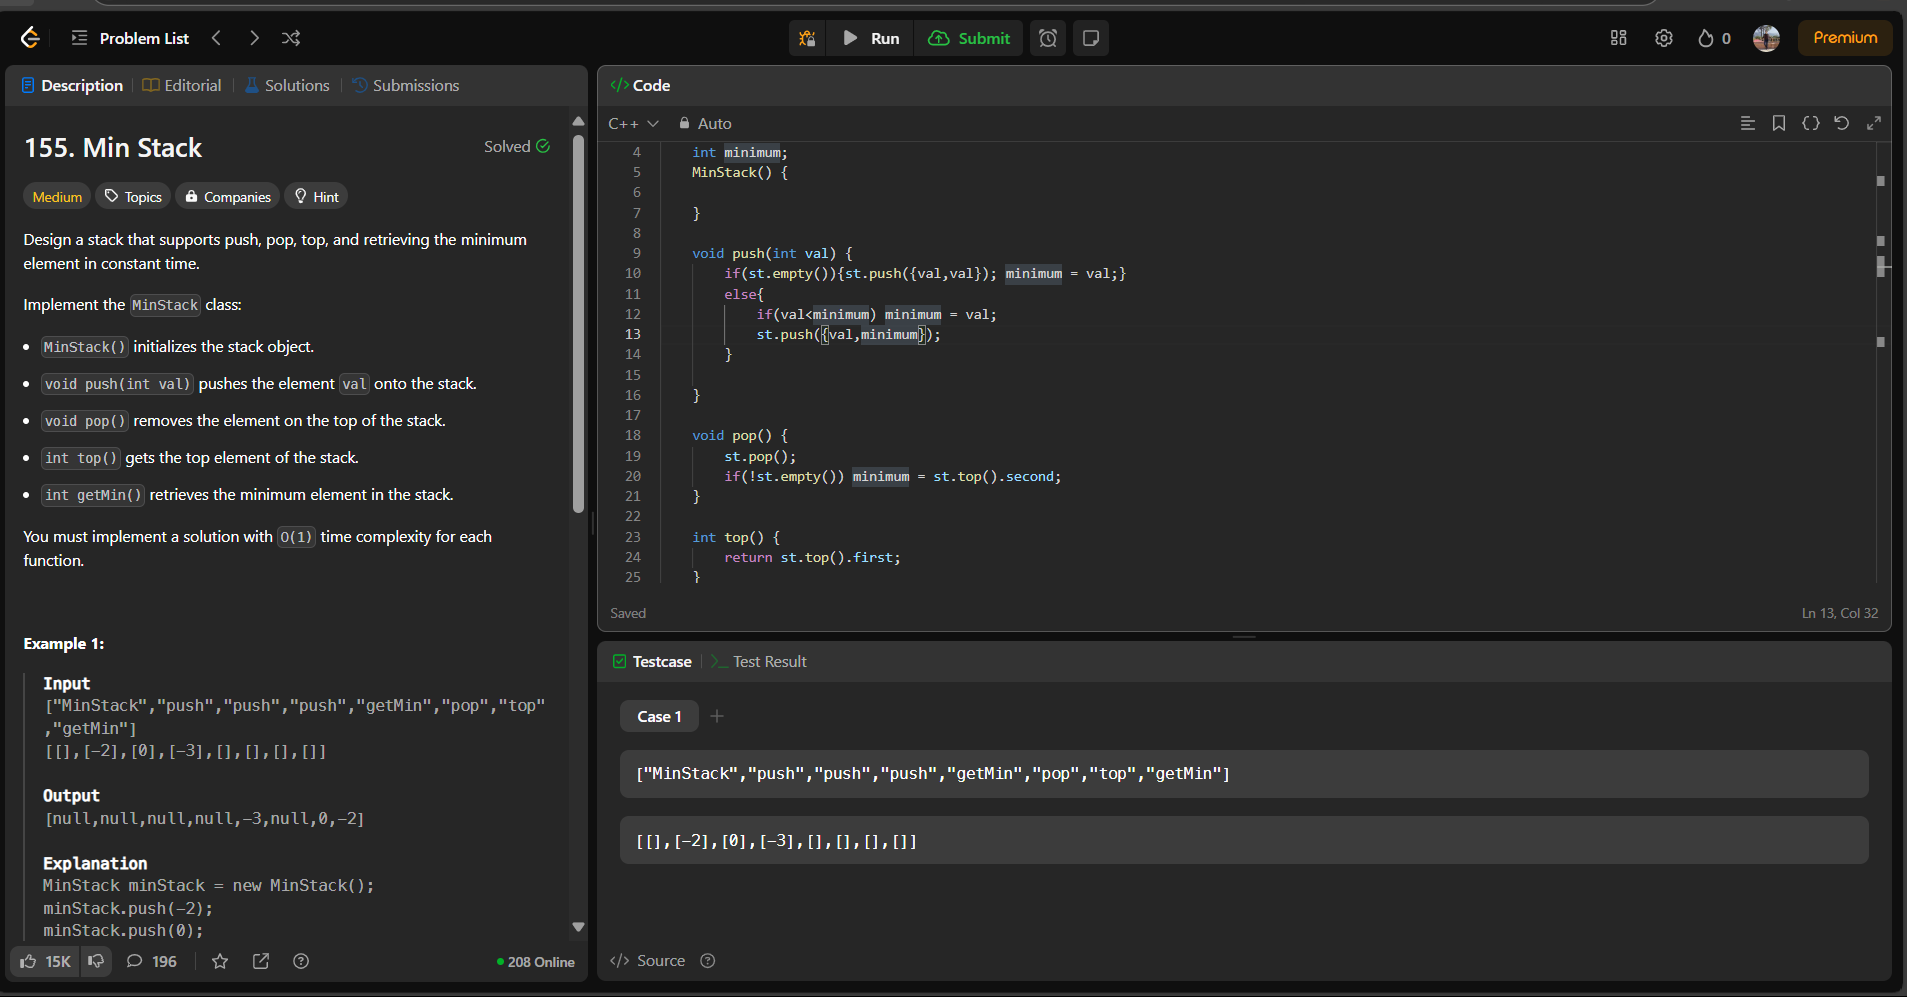 Problem List
Run
Submit
0
Premium
Description
Editorial
Solutions
Submissions
155. Min Stack
Solved
Medium
Topics
Companies
Hint
Design a stack that supports push, pop, top, and retrieving the minimum
element in constant time.
Implement the MinStack class:
• MinStack() initializes the stack object.
• void push(int val) pushes the element val onto the stack.
• void pop() removes the element on the top of the stack.
• int top() gets the top element of the stack.
• int getMin() retrieves the minimum element in the stack.
You must implement a solution with O(1) time complexity for each
function.
Example 1:
Input
["MinStack","push","push","push","getMin","pop","top"
,"getMin"]
[[],[-2],[0],[-3],[],[],[],[]]
Output
[null,null,null,null,-3,null,0,-2]
Explanation
MinStack minStack = new MinStack();
minStack.push(-2);
minStack.push(0);
15K
196
208 Online
</> Code
C++
Auto
4 int minimum;
5 MinStack() {
6
7 }
8
9 void push(int val) {
10 if(st.empty()){st.push({val,val}); minimum = val;}
11 else{
12 if(val<minimum) minimum = val;
13 st.push({val,minimum});
14 }
15
16 }
17
18 void pop() {
19 st.pop();
20 if(!st.empty()) minimum = st.top().second;
21 }
22
23 int top() {
24 return st.top().first;
25 }
Saved
Ln 13, Col 32
Testcase
Test Result
Case 1
["MinStack","push","push","push","getMin","pop","top","getMin"]
[[],[-2],[0],[-3],[],[],[],[]]
</> Source